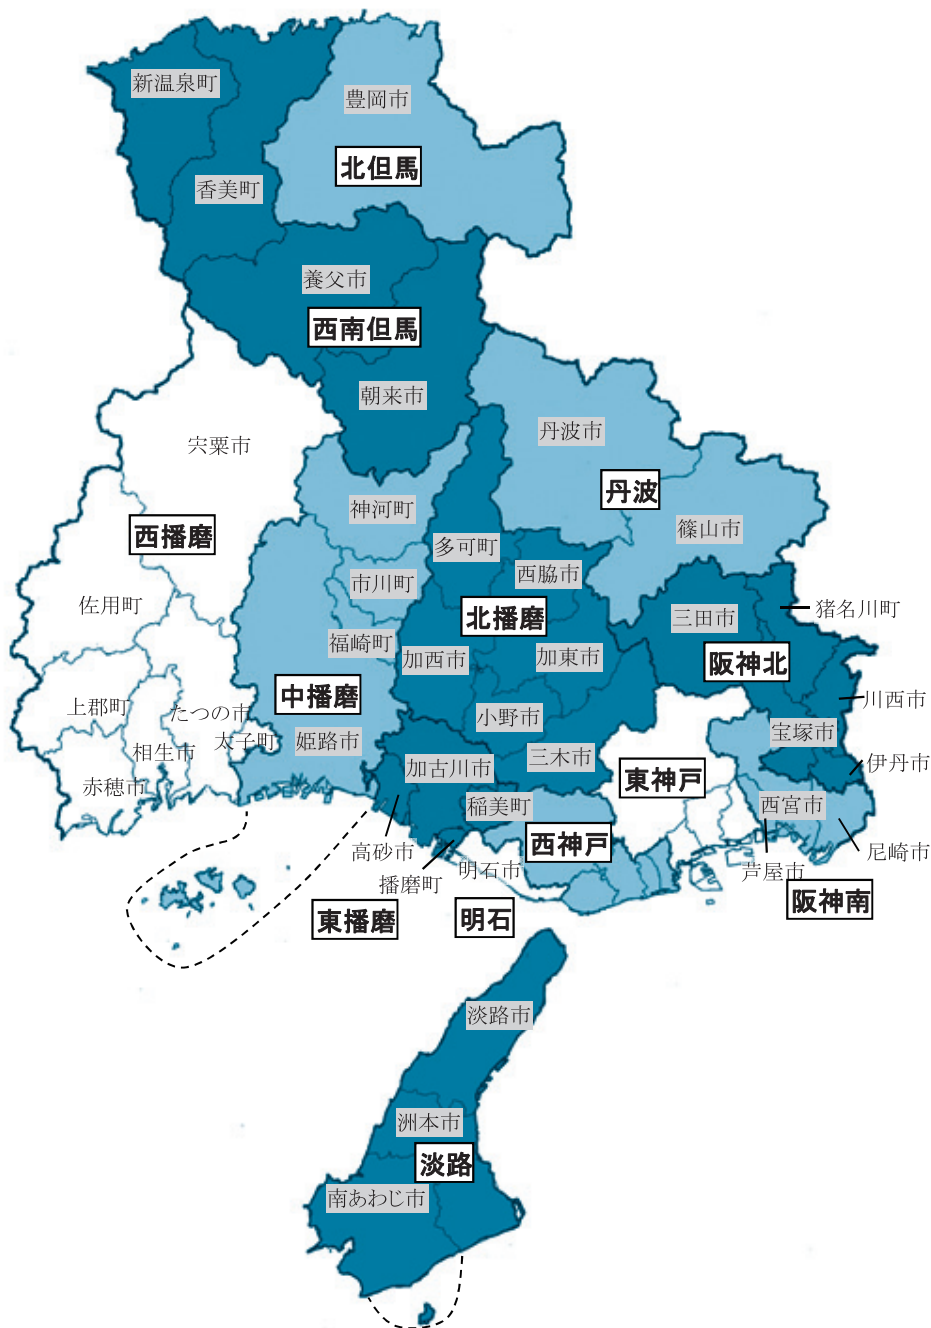 新温泉町
豊岡市
北但馬
香美町
養父市
西南但馬
朝来市
宍粟市
丹波市
丹波
神河町
篠山市
西播磨
多可町
西脇市
市川町
佐用町
北播磨
三田市
猪名川町
福崎町
加西市
加東市
阪神北
中播磨
川西市
上郡町
たつの市
小野市
宝塚市
太子町
姫路市
相生市
三木市
伊丹市
加古川市
東神戸
赤穂市
稲美町
西宮市
西神戸
高砂市
明石市
芦屋市
尼崎市
播磨町
阪神南
東播磨
明石
淡路市
洲本市
淡路
南あわじ市